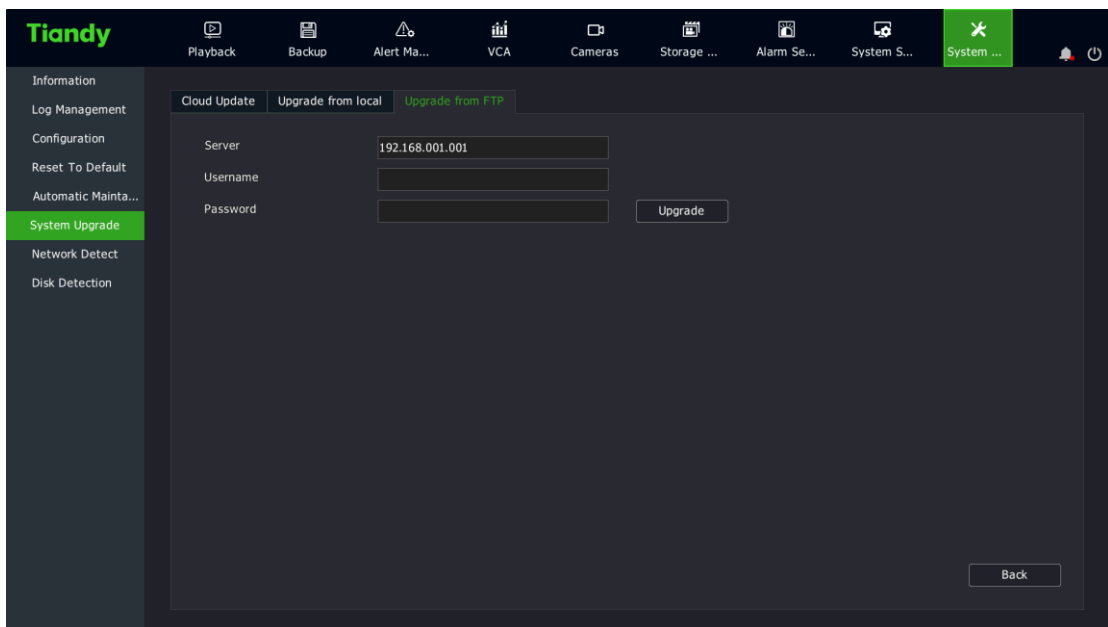 Tiandy
Playback
Backup
Alert Ma...
VCA
Cameras
Storage ...
Alarm Se...
System S...
System ...
Information
Log Management
Configuration
Reset To Default
Automatic Mainta...
System Upgrade
Network Detect
Disk Detection
Cloud Update
Upgrade from local
Upgrade from FTP
Server
192.168.001.001
Username
Password
Upgrade
Back